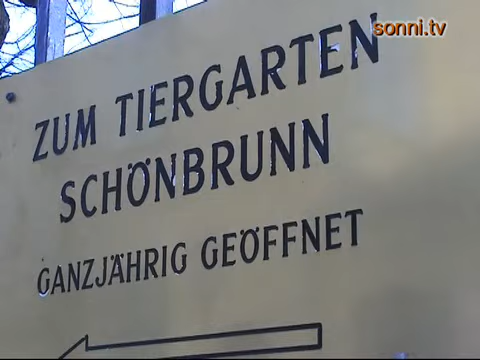 sonni.tv
ZUM TIERGARTEN
SCHÖNBRUNN
GANZJÄHRIG GEÖFFNET